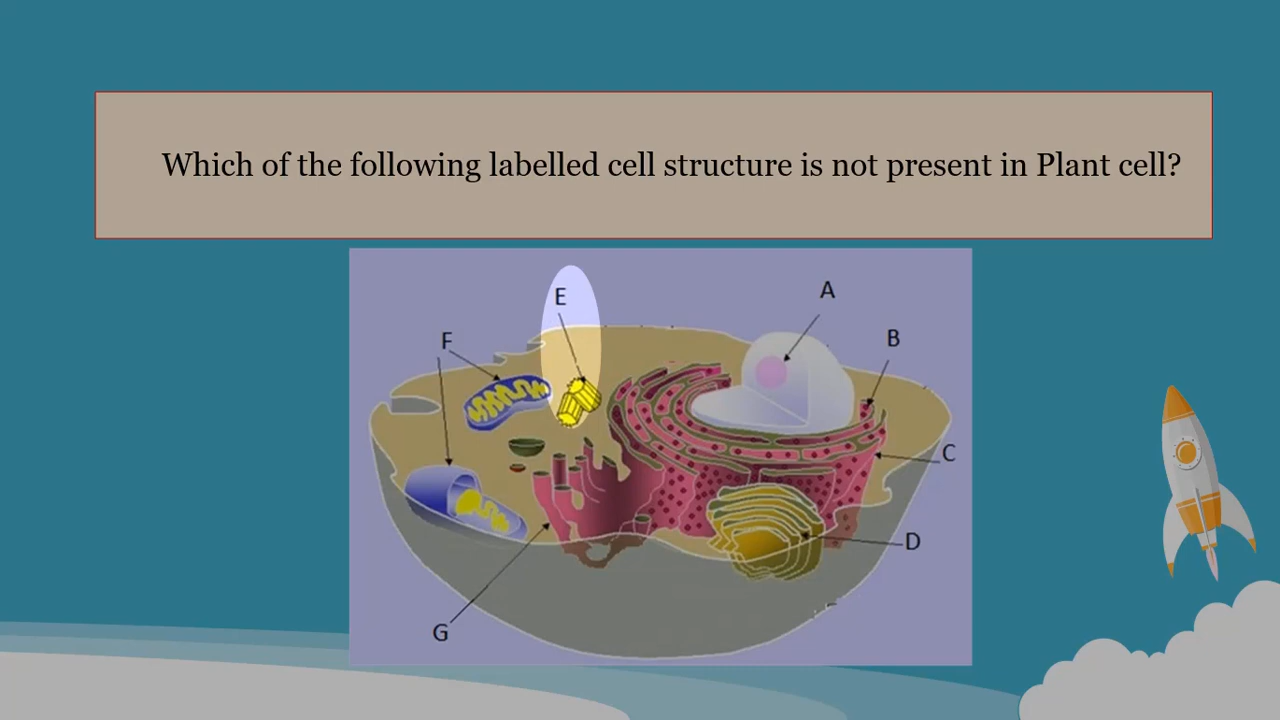 Which of the following labelled cell structure is not present in Plant cell?
E
A
F
B
C
D
G